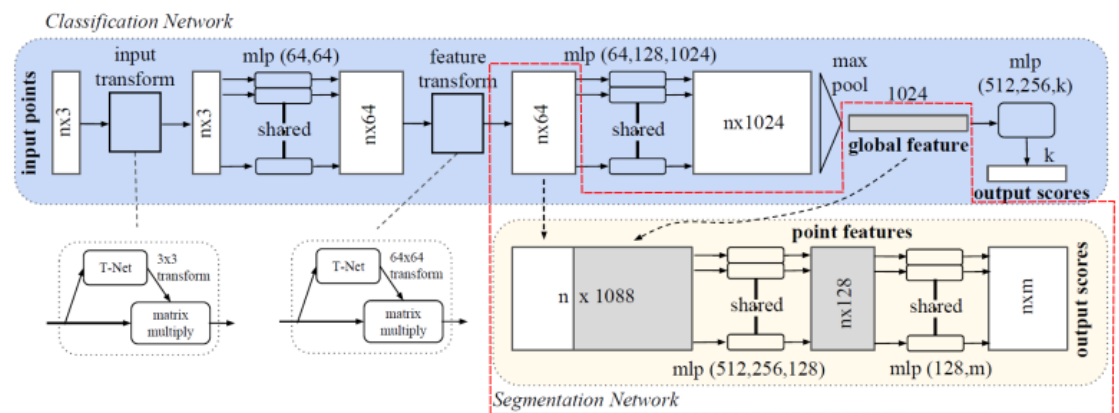 Classification Network
input points
nx3
input
transform
nx3
mlp (64,64)
shared
nx64
feature
transform
nx64
mlp (64,128,1024)
shared
nx1024
max
pool
1024
global feature
mlp
(512,256,k)
k
output scores
T-Net
3x3
transform
matrix
multiply
T-Net
64x64
transform
matrix
multiply
point features
n x 1088
shared
mlp (512,256,128)
nx128
shared
mlp (128,m)
nxm
output scores
Segmentation Network